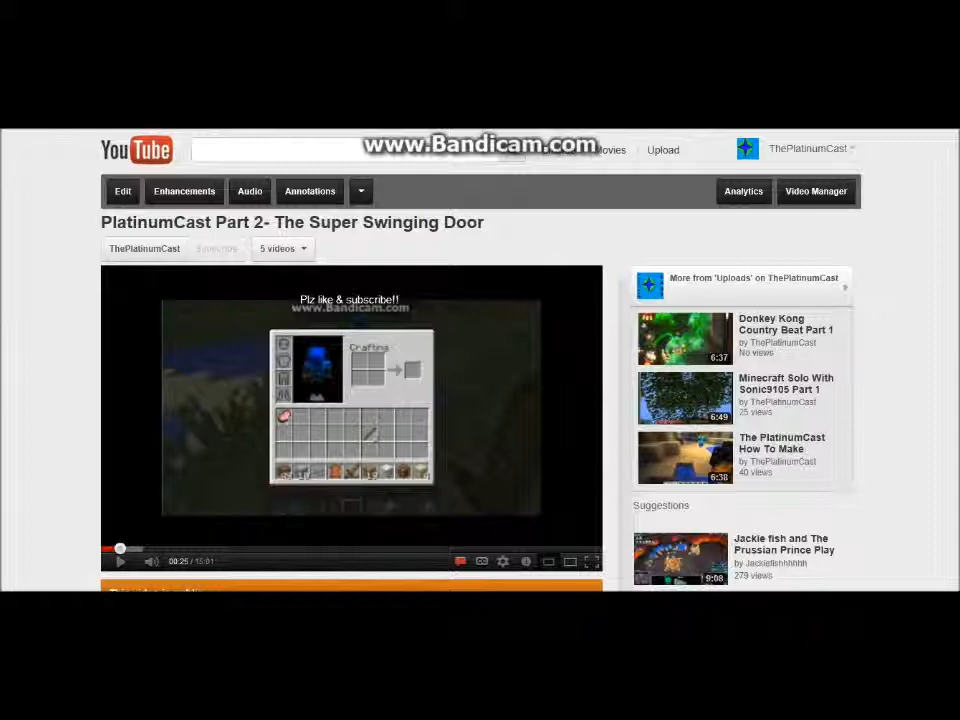 You Tube
www.Bandicam.com
Movies
Upload
ThePlatinumCast
Edit
Enhancements
Audio
Annotations
Analytics
Video Manager
PlatinumCast Part 2- The Super Swinging Door
ThePlatinumCast
Subscribe
5 videos
Plz like & subscribe!!
www.Bandicam.com
Crafting
00:25 / 15:01
More from 'Uploads' on ThePlatinumCast
Donkey Kong
Country Beat Part 1
by ThePlatinumCast
No views
6:37
Minecraft Solo With
Sonic9105 Part 1
by ThePlatinumCast
25 views
6:49
The PlatinumCast
How To Make
by ThePlatinumCast
40 views
6:38
Suggestions
Jackie fish and The
Prussian Prince Play
by Jackiefishhhhhh
279 views
9:08